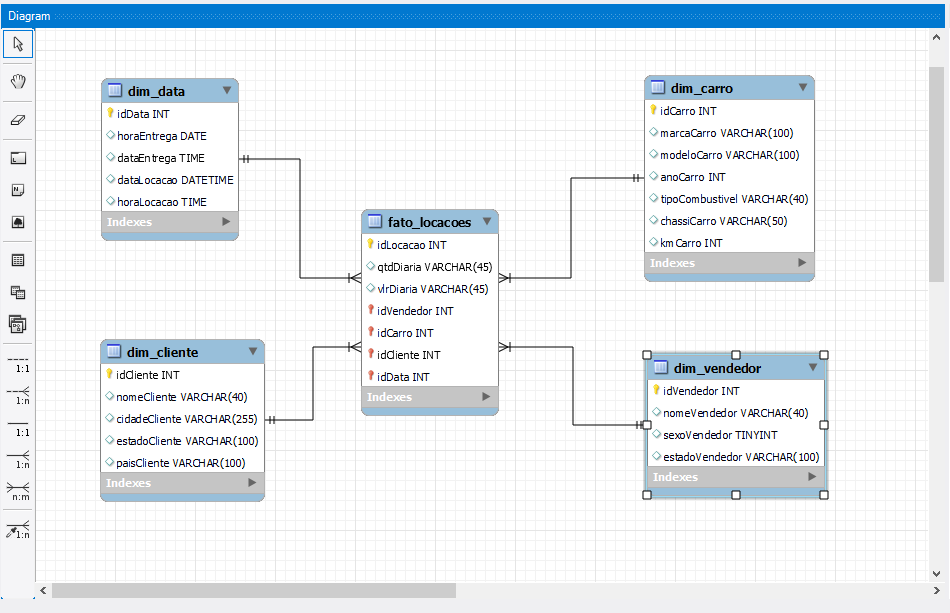 Diagram
dim_data
idData INT
horaEntrega DATE
dataEntrega TIME
dataLocacao DATETIME
horaLocacao TIME
Indexes
dim_carro
idCarro INT
marcaCarro VARCHAR(100)
modeloCarro VARCHAR(100)
anoCarro INT
tipoCombustivel VARCHAR(40)
chassiCarro VARCHAR(50)
kmCarro INT
Indexes
fato_locacoes
idLocacao INT
qtdDiaria VARCHAR(45)
vlrDiaria VARCHAR(45)
idVendedor INT
idCarro INT
idCliente INT
idData INT
Indexes
dim_cliente
idCliente INT
nomeCliente VARCHAR(40)
cidadeCliente VARCHAR(255)
estadoCliente VARCHAR(100)
paisCliente VARCHAR(100)
Indexes
dim_vendedor
idVendedor INT
nomeVendedor VARCHAR(40)
sexoVendedor TINYINT
estadoVendedor VARCHAR(100)
Indexes
1:1
1:n
1:1
1:n
n:m
1:n